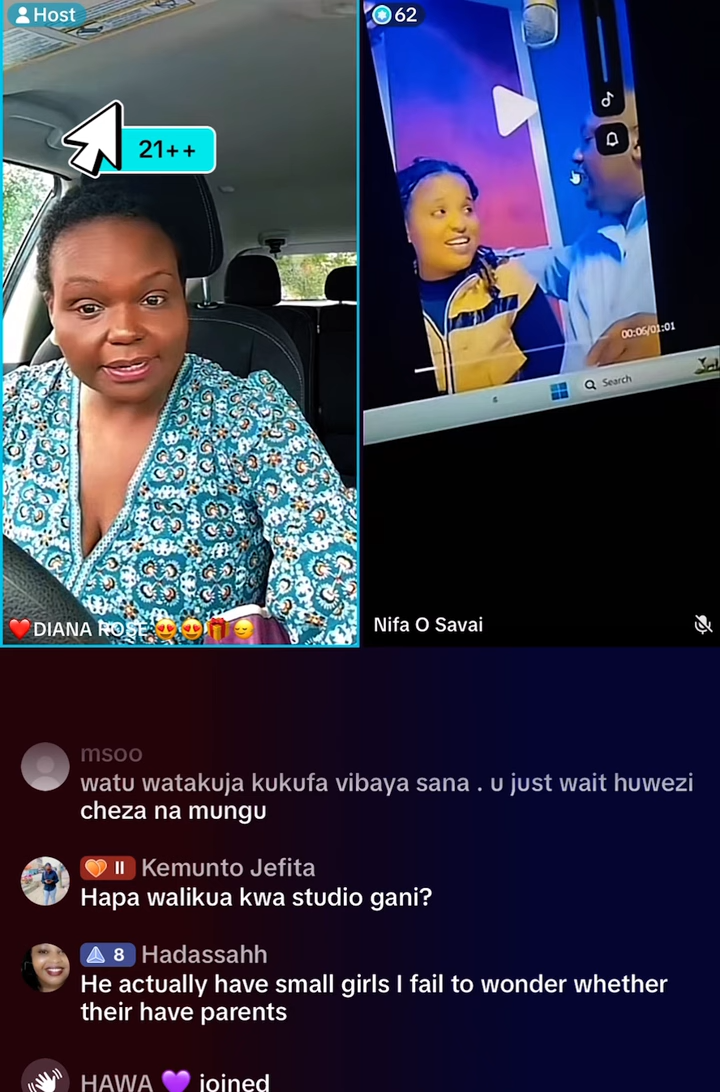 Host
62
21++
00:06/01:01
Search
❤️DIANA ROSE 😍😍🎁😏
Nifa O Savai
msoo
watu watakuja kukufa vibaya sana . u just wait huwezi
cheza na mungu
II Kemunto Jefita
Hapa walikua kwa studio gani?
8 Hadassahh
He actually have small girls I fail to wonder whether
their have parents
HAWA 💜 joined